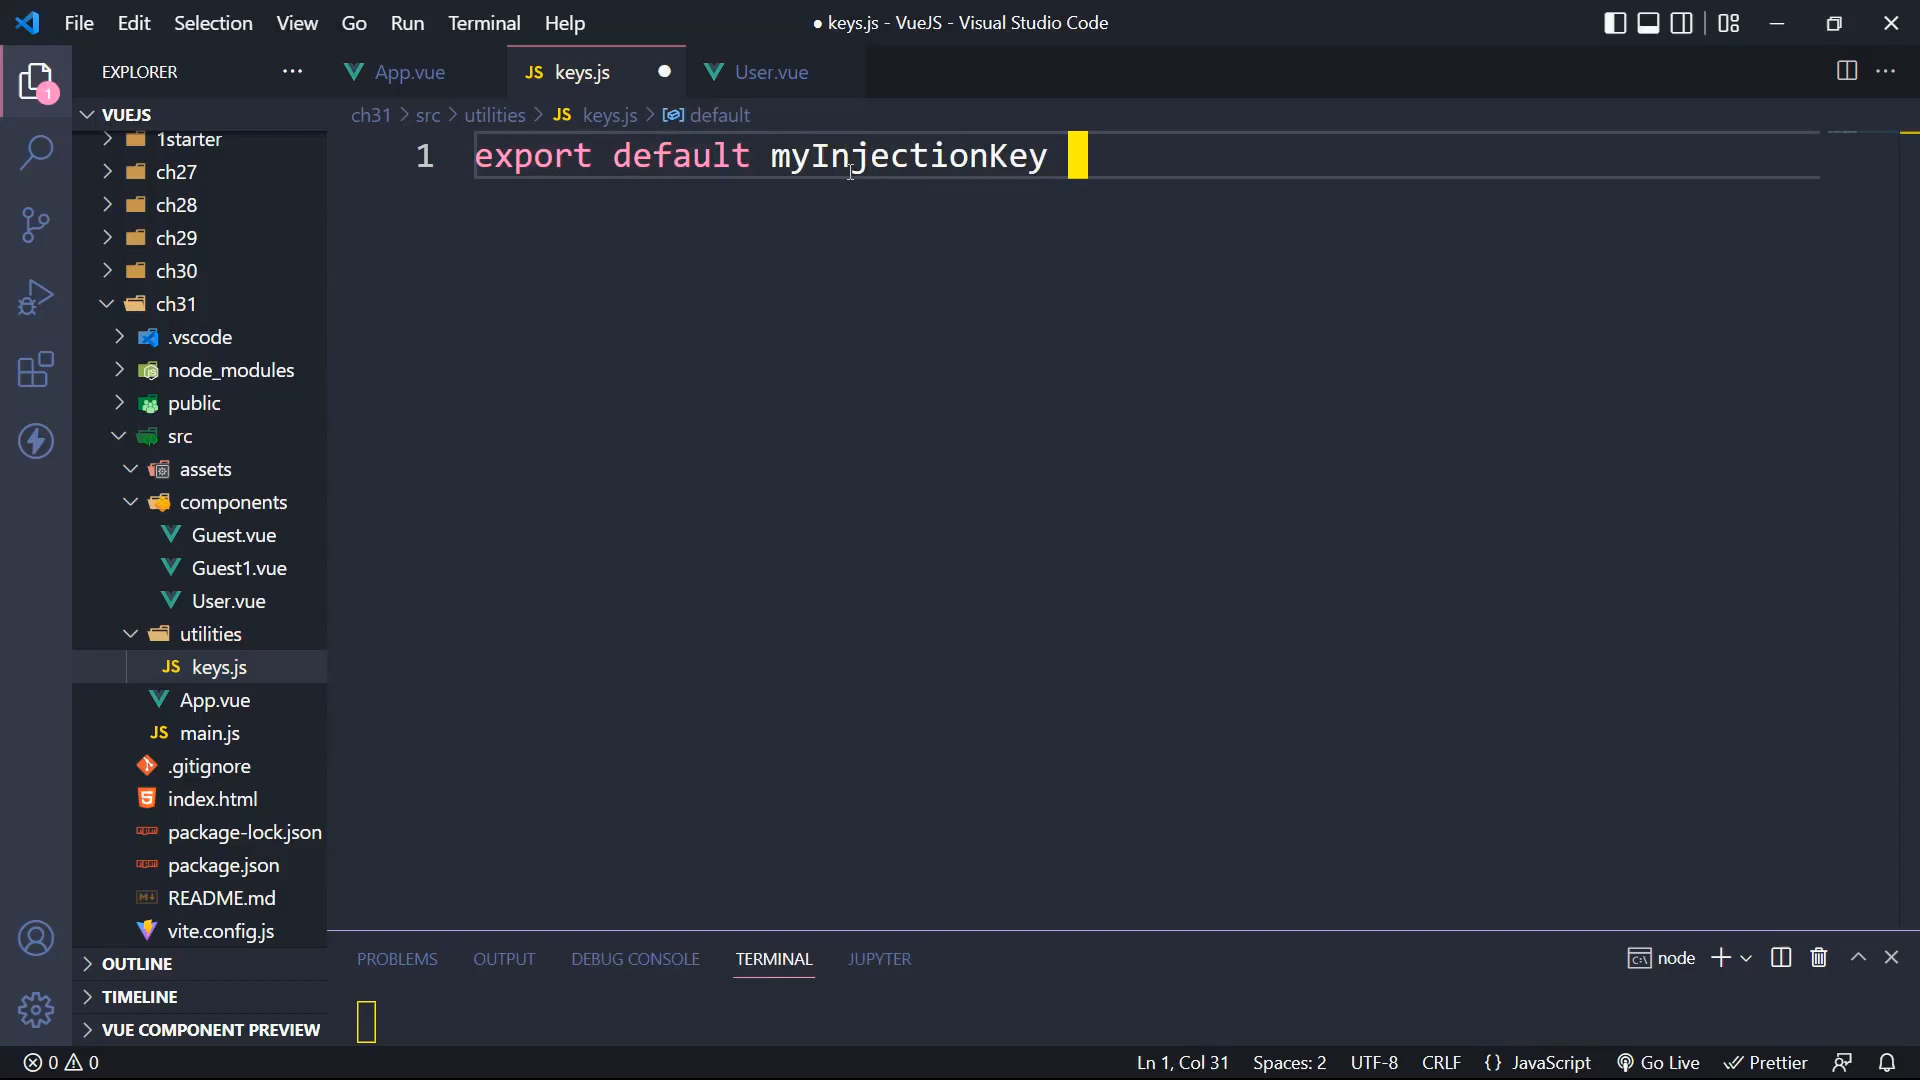 File Edit Selection View Go Run Terminal Help
● keys.js - VueJS - Visual Studio Code
EXPLORER
1
VUEJS
1starter
ch27
ch28
ch29
ch30
ch31
.vscode
node_modules
public
src
assets
components
Guest.vue
Guest1.vue
User.vue
utilities
JS keys.js
App.vue
JS main.js
.gitignore
index.html
package-lock.json
package.json
README.md
vite.config.js
OUTLINE
TIMELINE
VUE COMPONENT PREVIEW
App.vue JS keys.js User.vue
ch31 > src > utilities > JS keys.js > default
1 export default myInjectionKey
PROBLEMS OUTPUT DEBUG CONSOLE TERMINAL JUPYTER
node
0 0
Ln 1, Col 31 Spaces: 2 UTF-8 CRLF {} JavaScript Go Live Prettier